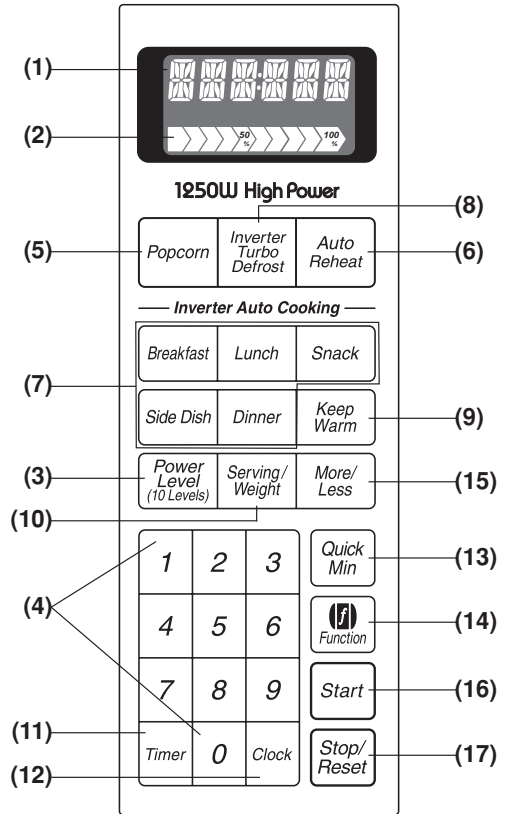 (1)
(2)
50
%
100
%
1250W High Power
(8)
(5)
Popcorn
Inverter
Turbo
Defrost
Auto
Reheat
(6)
Inverter Auto Cooking
Breakfast
Lunch
Snack
(7)
Side Dish
Dinner
Keep
Warm
(9)
(3)
Power
Level
(10 Levels)
Serving/
Weight
More/
Less
(15)
(10)
1
2
3
Quick
Min
(13)
(4)
4
5
6
f
Function
(14)
7
8
9
Start
(16)
(11)
Timer
0
Clock
Stop/
Reset
(17)
(12)